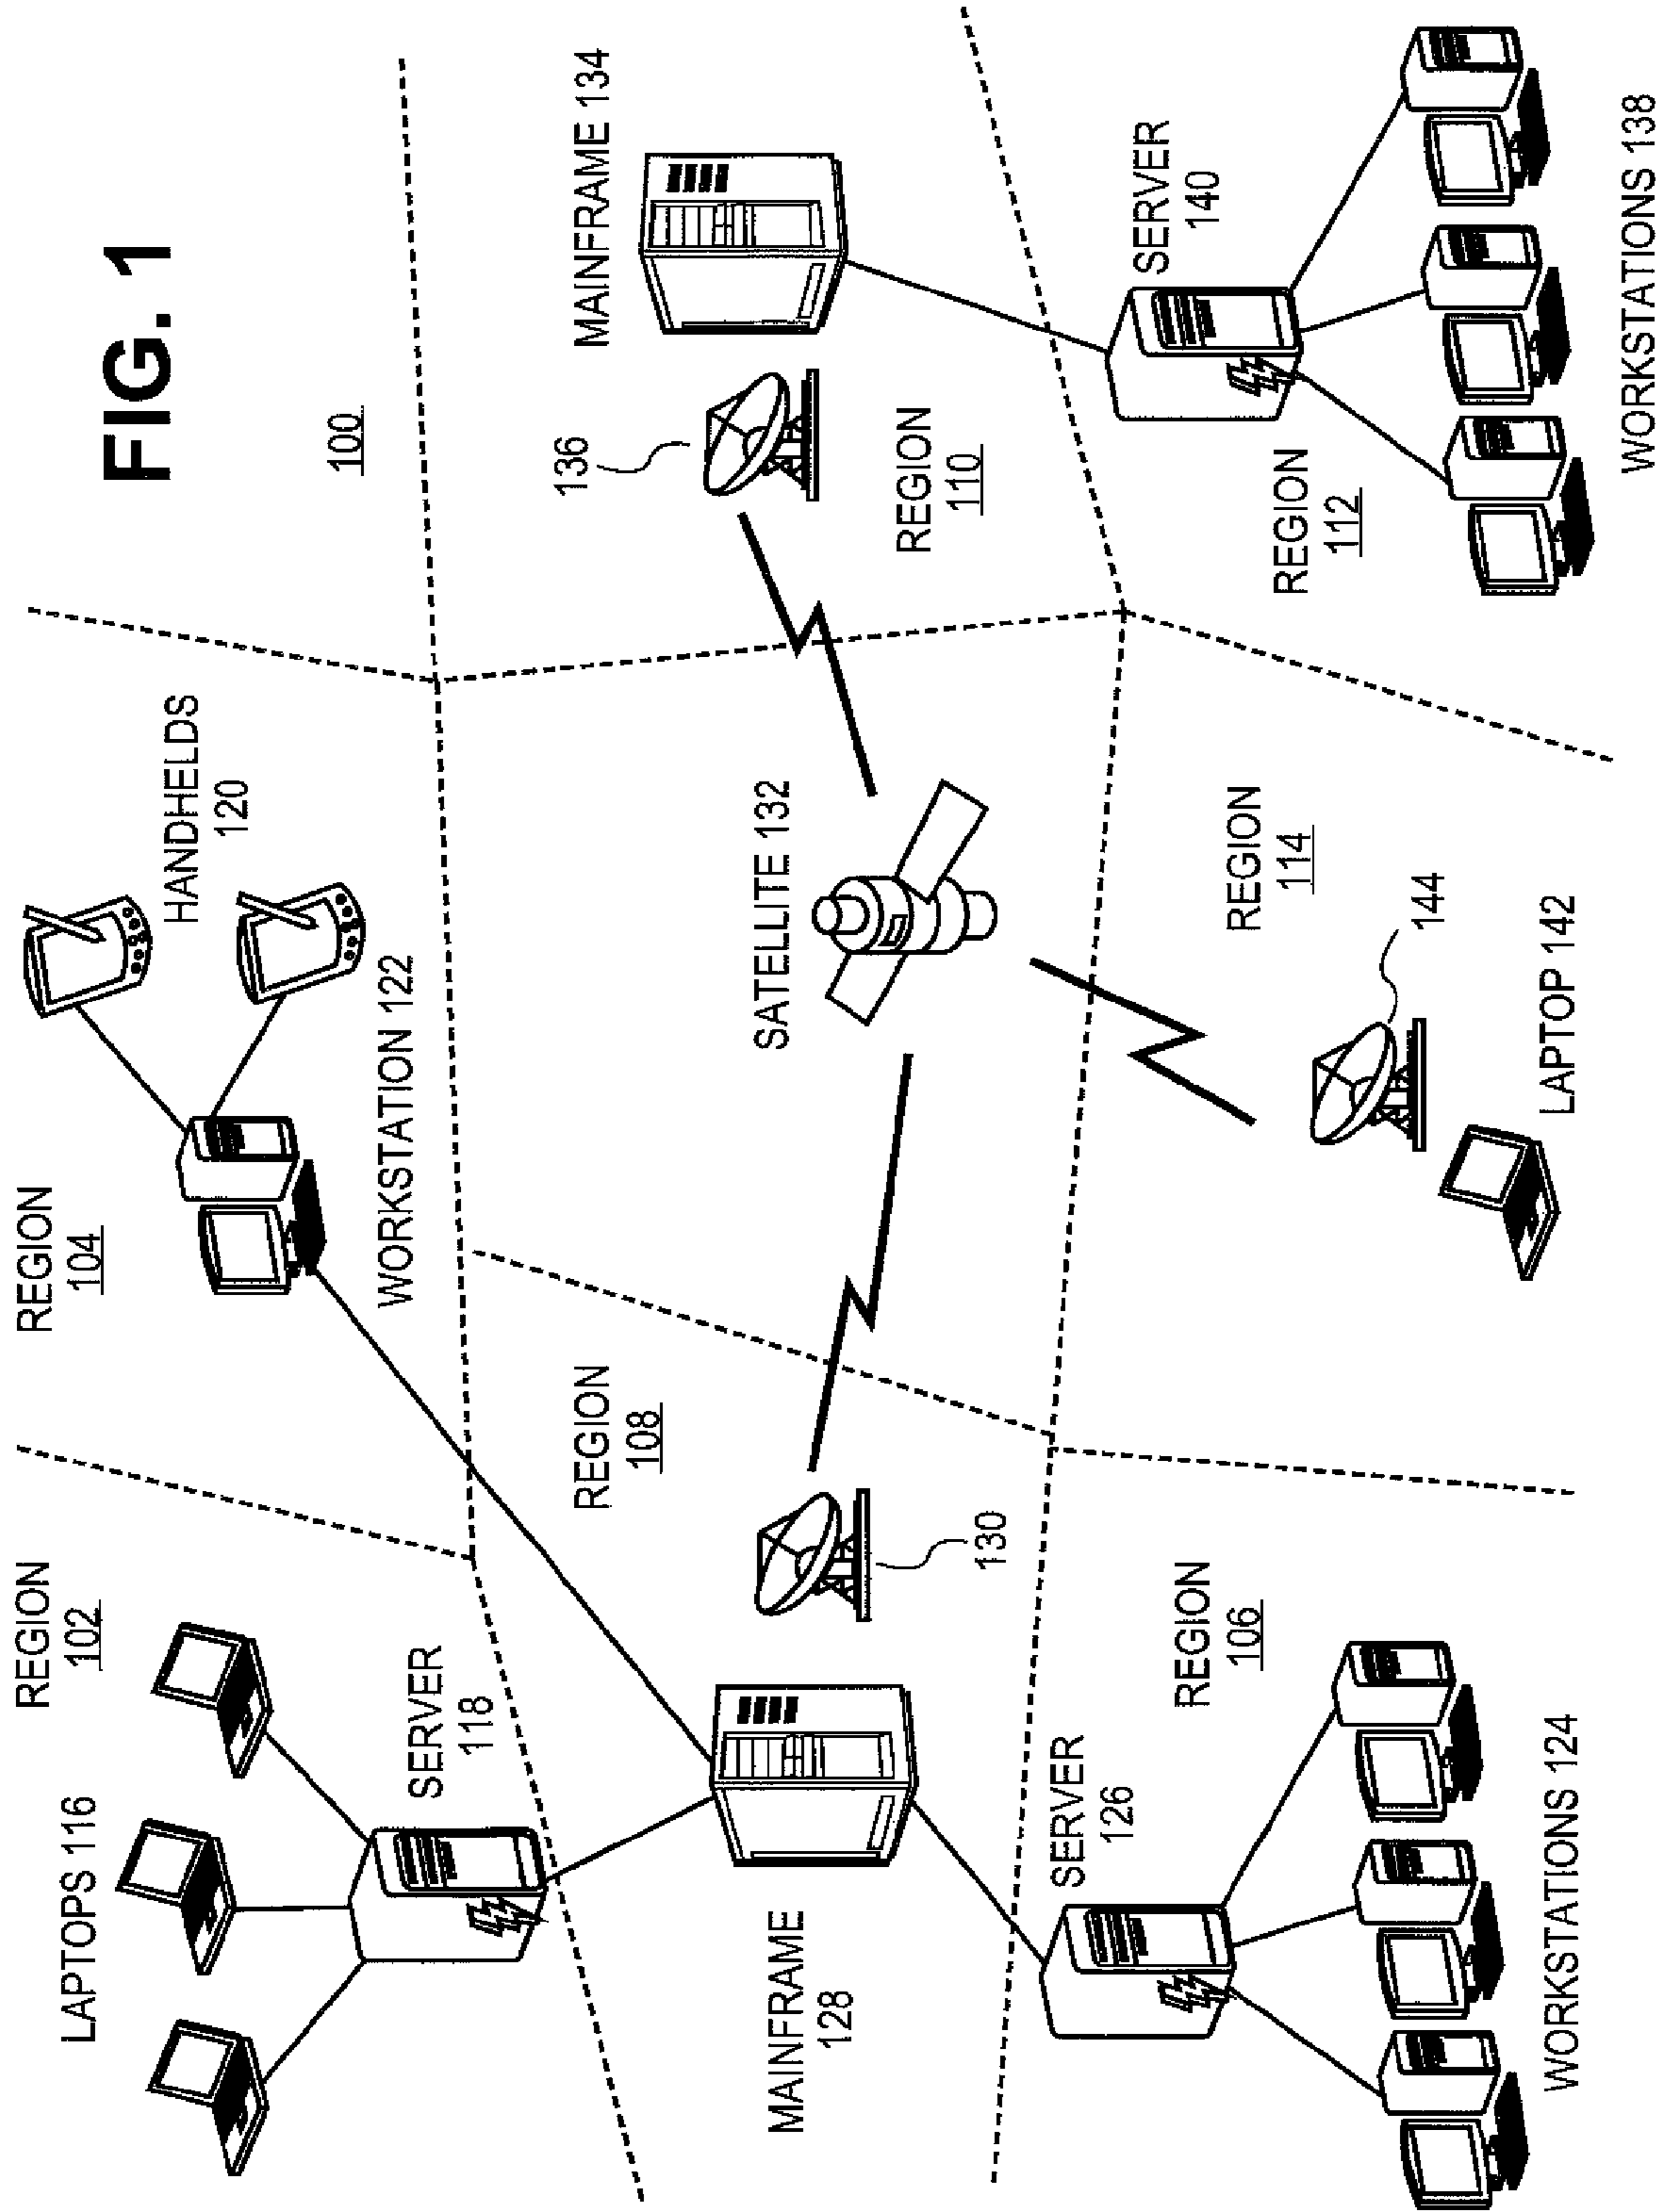 FIG. 1
100
REGION
102
LAPTOPS 116
SERVER
118
REGION
104
HANDHELDS
120
WORKSTATION 122
REGION
108
MAINFRAME
128
130
SATELLITE 132
136
MAINFRAME 134
REGION
110
SERVER
126
REGION
106
WORKSTATIONS 124
REGION
114
144
LAPTOP 142
SERVER
140
REGION
112
WORKSTATIONS 138